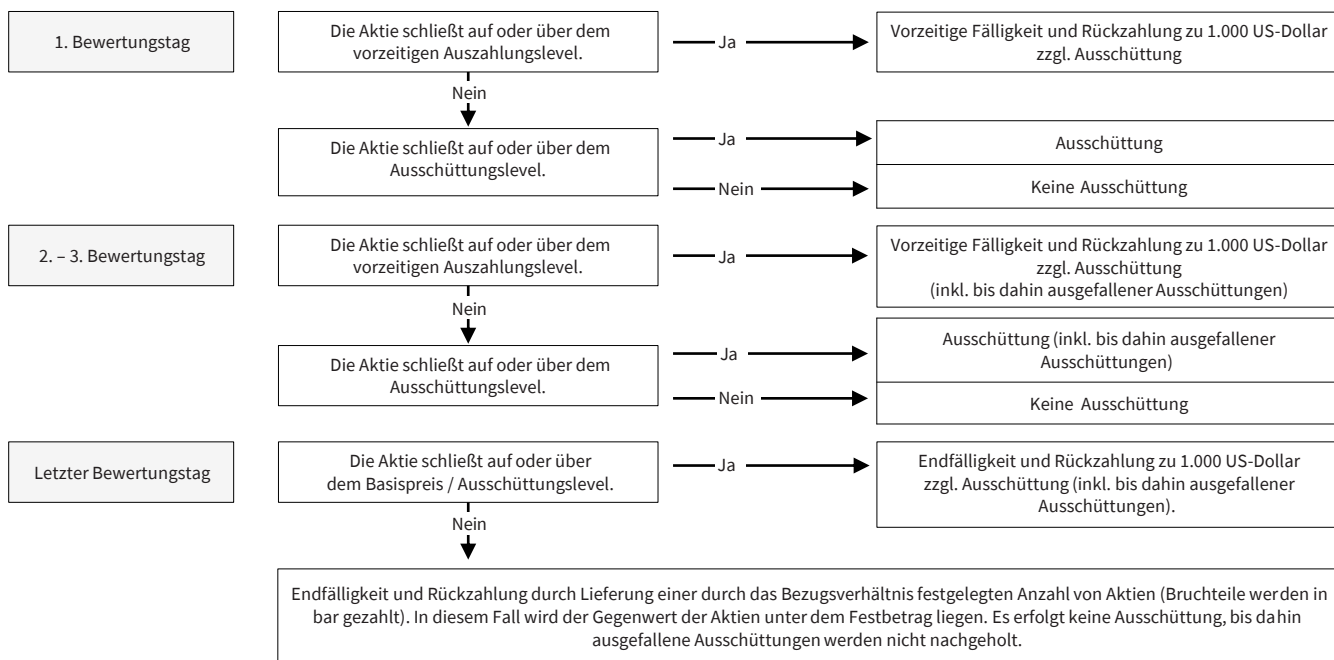 1. Bewertungstag
Die Aktie schließt auf oder über dem
vorzeitigen Auszahlungslevel.
Ja
Vorzeitige Fälligkeit und Rückzahlung zu 1.000 US-Dollar
zzgl. Ausschüttung
Nein
Die Aktie schließt auf oder über dem
Ausschüttungslevel.
Ja
Ausschüttung
Nein
Keine Ausschüttung
2. – 3. Bewertungstag
Die Aktie schließt auf oder über dem
vorzeitigen Auszahlungslevel.
Ja
Vorzeitige Fälligkeit und Rückzahlung zu 1.000 US-Dollar
zzgl. Ausschüttung
(inkl. bis dahin ausgefallener Ausschüttungen)
Nein
Die Aktie schließt auf oder über dem
Ausschüttungslevel.
Ja
Ausschüttung (inkl. bis dahin ausgefallener
Ausschüttungen)
Nein
Keine Ausschüttung
Letzter Bewertungstag
Die Aktie schließt auf oder über
dem Basispreis / Ausschüttungslevel.
Ja
Endfälligkeit und Rückzahlung zu 1.000 US-Dollar
zzgl. Ausschüttung (inkl. bis dahin ausgefallener
Ausschüttungen).
Nein
Endfälligkeit und Rückzahlung durch Lieferung einer durch das Bezugsverhältnis festgelegten Anzahl von Aktien (Bruchteile werden in
bar gezahlt). In diesem Fall wird der Gegenwert der Aktien unter dem Festbetrag liegen. Es erfolgt keine Ausschüttung, bis dahin
ausgefallene Ausschüttungen werden nicht nachgeholt.